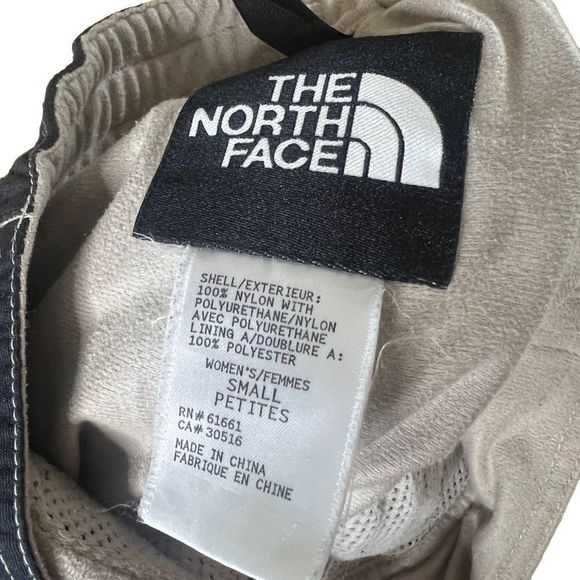 THE
NORTH
FACE
SHELL/EXTERIEUR:
100% NYLON WITH
POLYURETHANE/NYLON
AVEC POLYURETHANE
LINING A/DOUBLURE A:
100% POLYESTER
WOMEN'S/FEMMES
SMALL
PETITES
RN# 61661
CA# 30516
MADE IN CHINA
FABRIQUE EN CHINE